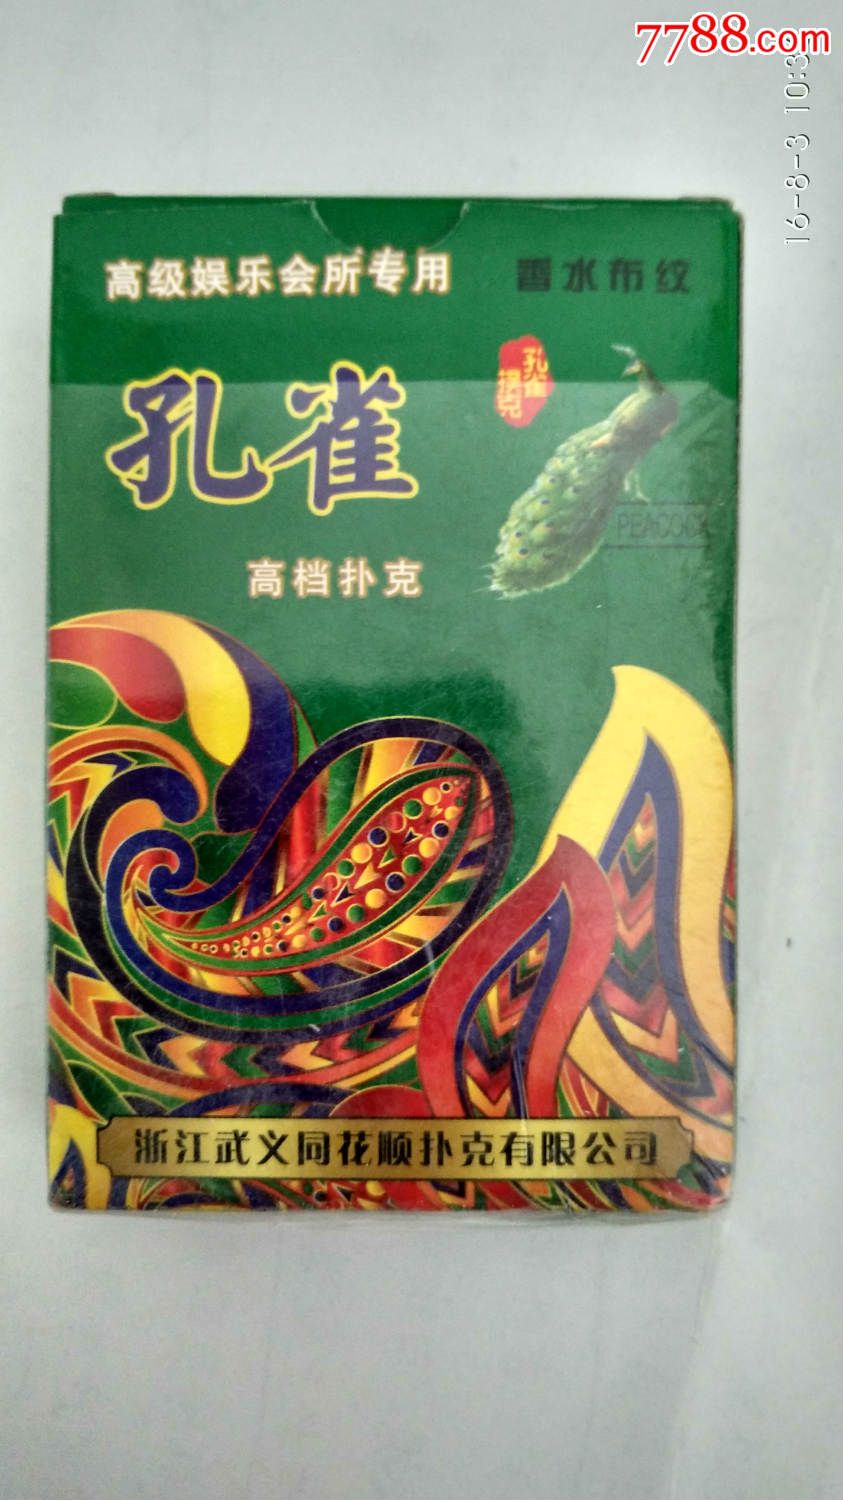 7788.com
16-8-3 10:3
高级娱乐会所专用
香水布纹
孔雀
孔雀
扑克
PEACOCK
高档扑克
浙江武义同花顺扑克有限公司